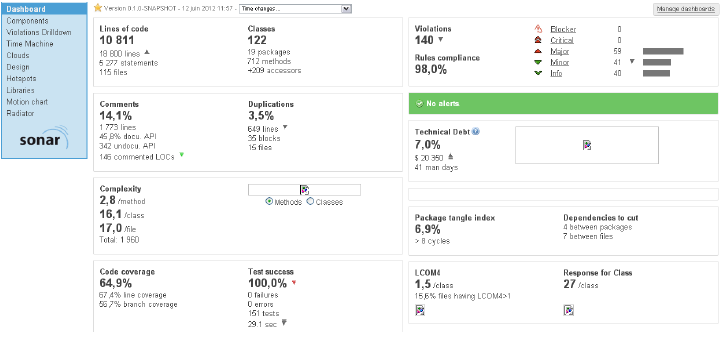 Dashboard
Components
Violations Drilldown
Time Machine
Clouds
Design
Hotspots
Libraries
Motion chart
Radiator
sonar
Version 0.1.0-SNAPSHOT - 12 juin 2012 11:57 - Time changes...
Manage dashboards
Lines of code
10 811
18 800 lines
5 277 statements
115 files
Classes
122
19 packages
712 methods
+209 accessors
Violations
140
Rules compliance
98,0%
Blocker 0
Critical 0
Major 59
Minor 41
Info 40
Comments
14,1%
1 773 lines
45,8% docu. API
342 undocu. API
146 commented LOCs
Duplications
3,5%
649 lines
35 blocks
15 files
No alerts
Technical Debt
7,0%
$ 20 350
41 man days
Complexity
2,8 /method
16,1 /class
17,0 /file
Total: 1 960
Methods Classes
Package tangle index
6,9%
> 8 cycles
Dependencies to cut
4 between packages
7 between files
Code coverage
64,9%
67,4% line coverage
56,7% branch coverage
Test success
100,0%
0 failures
0 errors
151 tests
29.1 sec
LCOM4
1,5 /class
15,6% files having LCOM4>1
Response for Class
27 /class